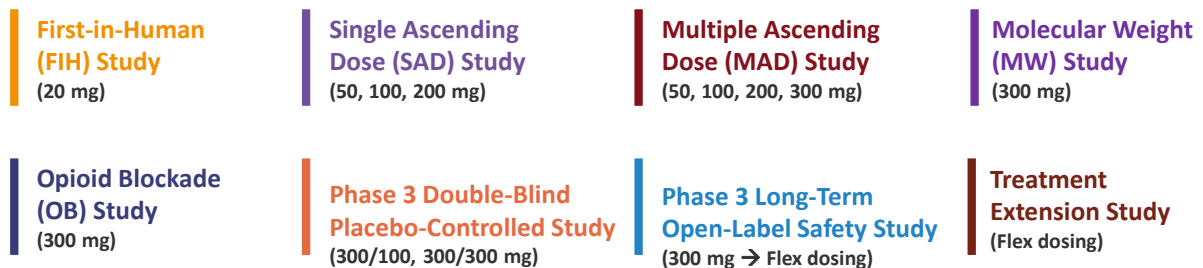 First-in-Human
(FIH) Study
(20 mg)
Single Ascending
Dose (SAD) Study
(50, 100, 200 mg)
Multiple Ascending
Dose (MAD) Study
(50, 100, 200, 300 mg)
Molecular Weight
(MW) Study
(300 mg)
Opioid Blockade
(OB) Study
(300 mg)
Phase 3 Double-Blind
Placebo-Controlled Study
(300/100, 300/300 mg)
Phase 3 Long-Term
Open-Label Safety Study
(300 mg → Flex dosing)
Treatment
Extension Study
(Flex dosing)